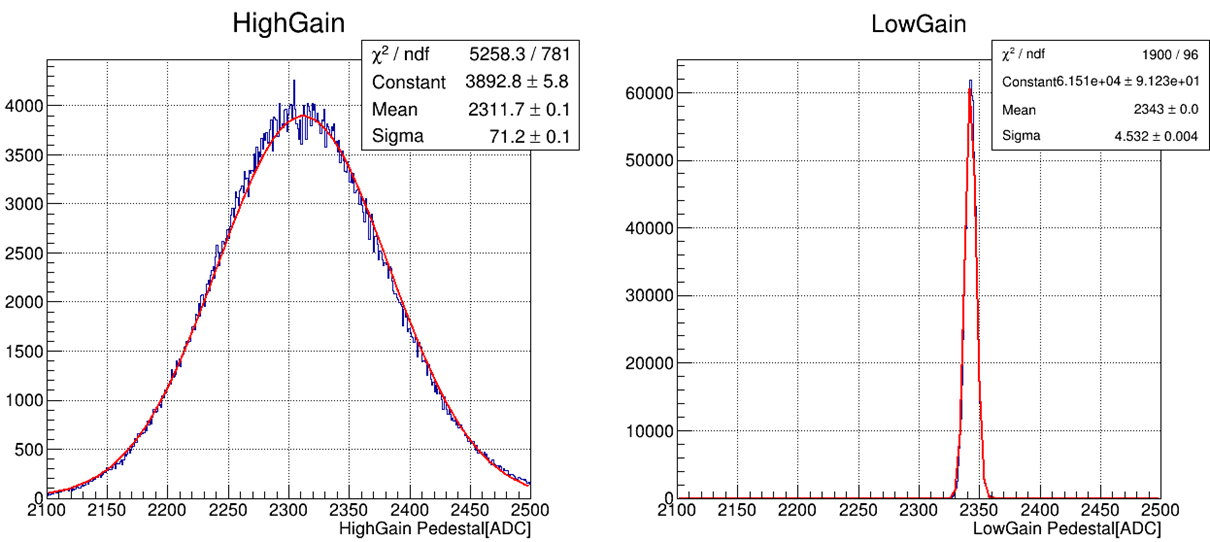 HighGain
χ² / ndf 5258.3 / 781
Constant 3892.8 ± 5.8
Mean 2311.7 ± 0.1
Sigma 71.2 ± 0.1
4000
3500
3000
2500
2000
1500
1000
500
0
2100 2150 2200 2250 2300 2350 2400 2450 2500
HighGain Pedestal[ADC]
LowGain
χ² / ndf 1900 / 96
Constant 6.151e+04 ± 9.123e+01
Mean 2343 ± 0.0
Sigma 4.532 ± 0.004
60000
50000
40000
30000
20000
10000
0
2100 2150 2200 2250 2300 2350 2400 2450 2500
LowGain Pedestal[ADC]